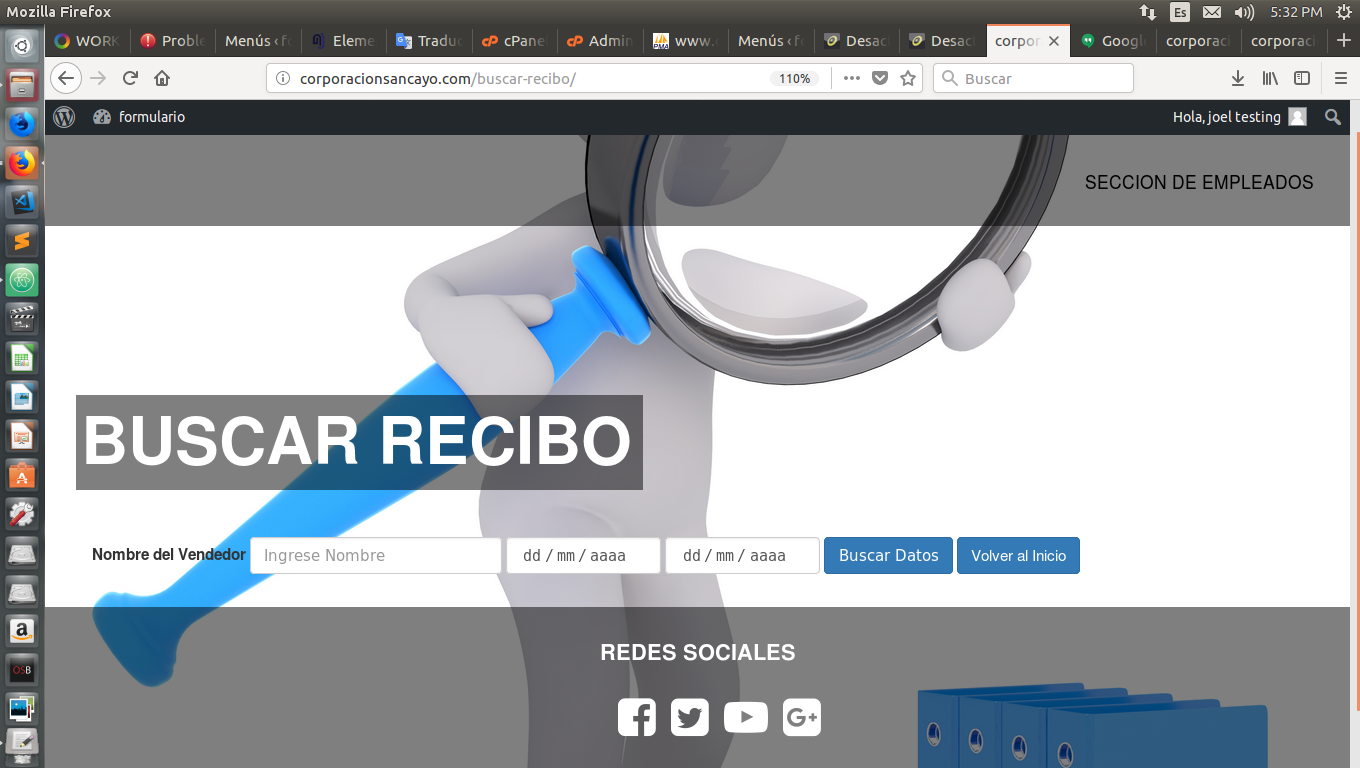 Mozilla Firefox
Es
5:32 PM
WORK
Proble
Menús ‹ fo
Eleme
Traduc
cPane
Admin
www.
Menús ‹ fo
Desac
Desac
corpor
Google
corporaci
corporaci
corporacionsancayo.com/buscar-recibo/
110%
Buscar
formulario
Hola, joel testing
SECCION DE EMPLEADOS
BUSCAR RECIBO
Nombre del Vendedor
Ingrese Nombre
dd / mm / aaaa
dd / mm / aaaa
Buscar Datos
Volver al Inicio
REDES SOCIALES